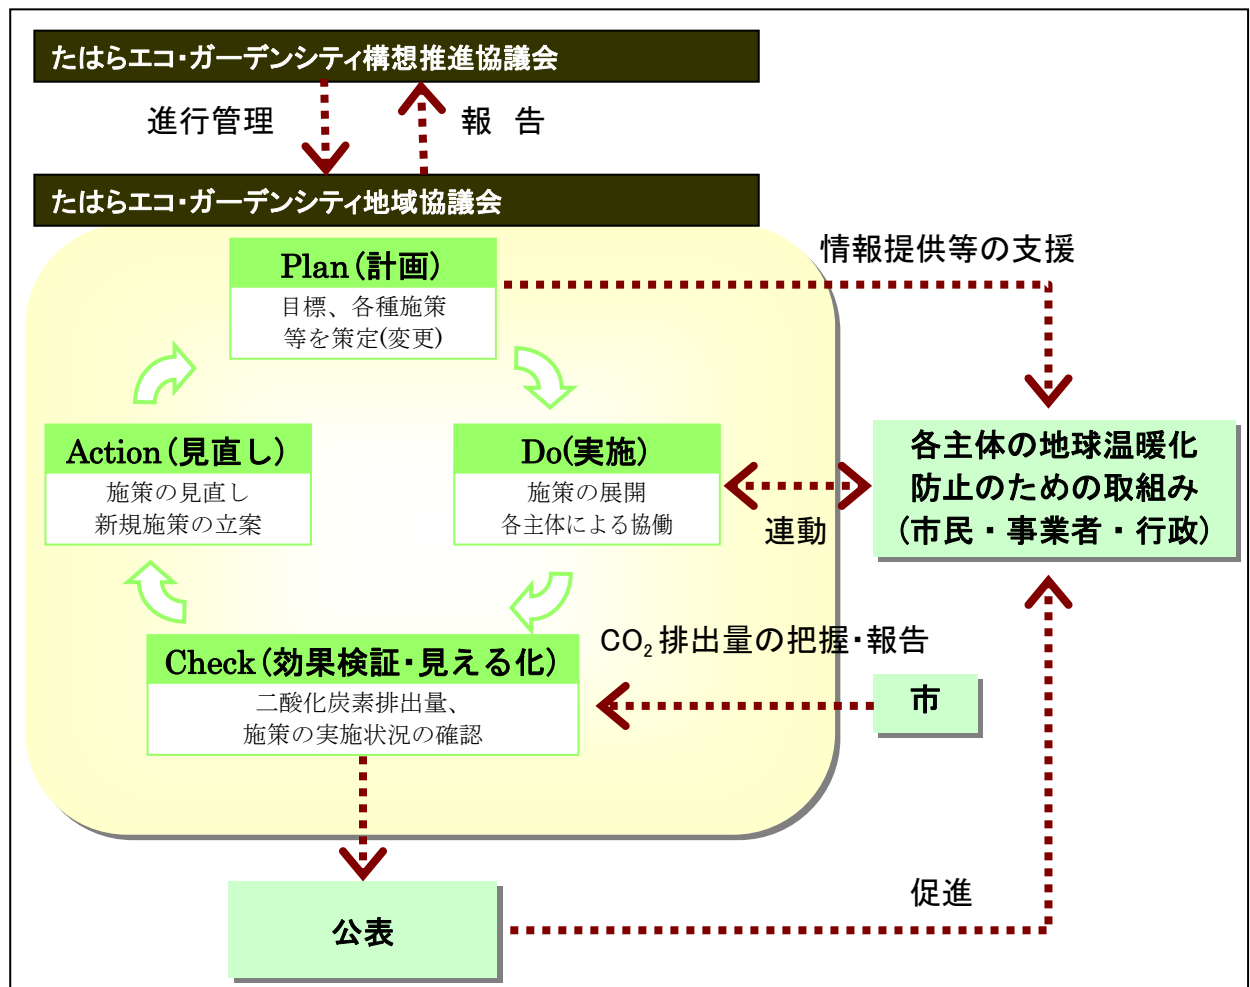 たはらエコ・ガーデンシティ構想推進協議会
進行管理
報　告
たはらエコ・ガーデンシティ地域協議会
情報提供等の支援
Plan(計画)
目標、各種施策
等を策定(変更)
Action(見直し)
施策の見直し
新規施策の立案
Do(実施)
施策の展開
各主体による協働
連動
各主体の地球温暖化
防止のための取組み
(市民・事業者・行政)
CO₂排出量の把握・報告
Check(効果検証・見える化)
二酸化炭素排出量、
施策の実施状況の確認
市
促進
公表